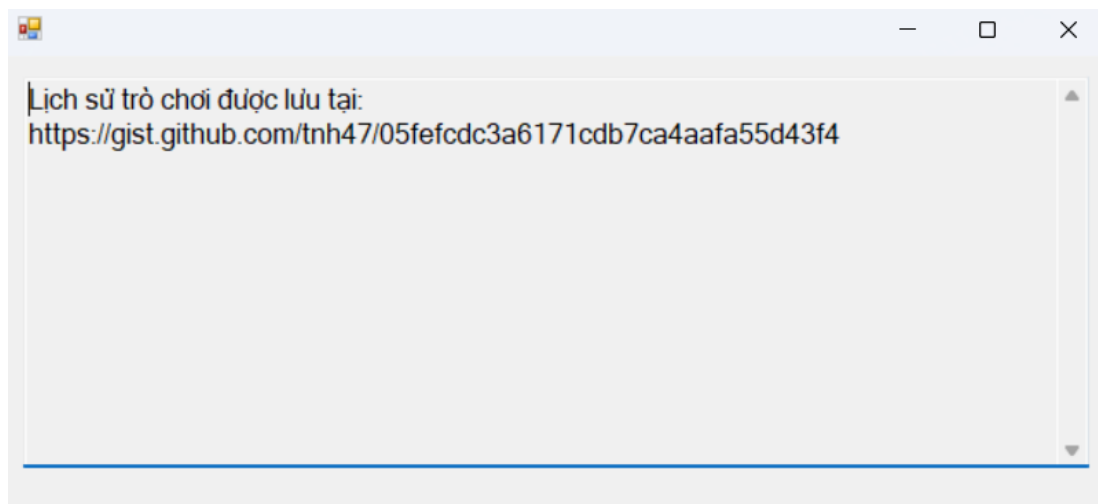 Lịch sử trò chơi được lưu tại:
https://gist.github.com/tnh47/05fefcdc3a6171cdb7ca4aafa55d43f4